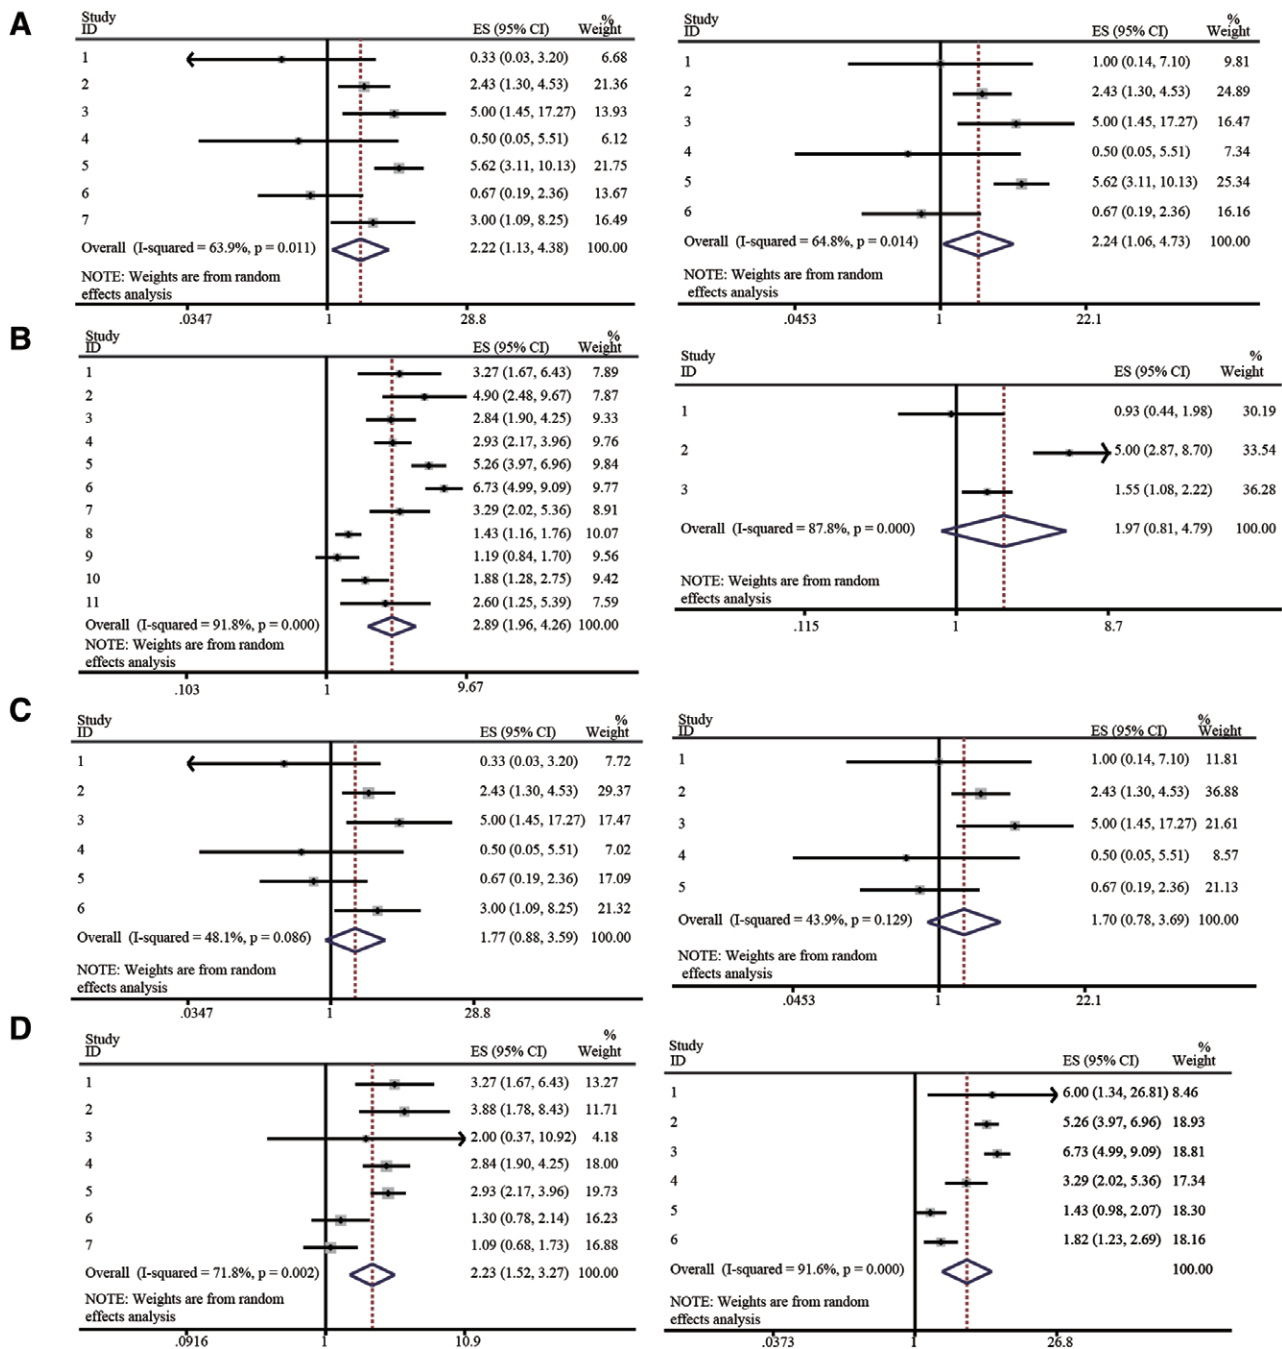 A
Study
ID ES (95% CI) % Weight
1 0.33 (0.03, 3.20) 6.68
2 2.43 (1.30, 4.53) 21.36
3 5.00 (1.45, 17.27) 13.93
4 0.50 (0.05, 5.51) 6.12
5 5.62 (3.11, 10.13) 21.75
6 0.67 (0.19, 2.36) 13.67
7 3.00 (1.09, 8.25) 16.49
Overall (I-squared = 63.9%, p = 0.011) 2.22 (1.13, 4.38) 100.00
NOTE: Weights are from random
effects analysis
.0347 1 28.8
Study
ID ES (95% CI) % Weight
1 1.00 (0.14, 7.10) 9.81
2 2.43 (1.30, 4.53) 24.89
3 5.00 (1.45, 17.27) 16.47
4 0.50 (0.05, 5.51) 7.34
5 5.62 (3.11, 10.13) 25.34
6 0.67 (0.19, 2.36) 16.16
Overall (I-squared = 64.8%, p = 0.014) 2.24 (1.06, 4.73) 100.00
NOTE: Weights are from random
effects analysis
.0453 1 22.1
B
Study
ID ES (95% CI) % Weight
1 3.27 (1.67, 6.43) 7.89
2 4.90 (2.48, 9.67) 7.87
3 2.84 (1.90, 4.25) 9.33
4 2.93 (2.17, 3.96) 9.76
5 5.26 (3.97, 6.96) 9.84
6 6.73 (4.99, 9.09) 9.77
7 3.29 (2.02, 5.36) 8.91
8 1.43 (1.16, 1.76) 10.07
9 1.19 (0.84, 1.70) 9.56
10 1.88 (1.28, 2.75) 9.42
11 2.60 (1.25, 5.39) 7.59
Overall (I-squared = 91.8%, p = 0.000) 2.89 (1.96, 4.26) 100.00
NOTE: Weights are from random
effects analysis
.103 1 9.67
Study
ID ES (95% CI) % Weight
1 0.93 (0.44, 1.98) 30.19
2 5.00 (2.87, 8.70) 33.54
3 1.55 (1.08, 2.22) 36.28
Overall (I-squared = 87.8%, p = 0.000) 1.97 (0.81, 4.79) 100.00
NOTE: Weights are from random
effects analysis
.115 1 8.7
C
Study
ID ES (95% CI) % Weight
1 0.33 (0.03, 3.20) 7.72
2 2.43 (1.30, 4.53) 29.37
3 5.00 (1.45, 17.27) 17.47
4 0.50 (0.05, 5.51) 7.02
5 0.67 (0.19, 2.36) 17.09
6 3.00 (1.09, 8.25) 21.32
Overall (I-squared = 48.1%, p = 0.086) 1.77 (0.88, 3.59) 100.00
NOTE: Weights are from random
effects analysis
.0347 1 28.8
Study
ID ES (95% CI) % Weight
1 1.00 (0.14, 7.10) 11.81
2 2.43 (1.30, 4.53) 36.88
3 5.00 (1.45, 17.27) 21.61
4 0.50 (0.05, 5.51) 8.57
5 0.67 (0.19, 2.36) 21.13
Overall (I-squared = 43.9%, p = 0.129) 1.70 (0.78, 3.69) 100.00
NOTE: Weights are from random
effects analysis
.0453 1 22.1
D
Study
ID ES (95% CI) % Weight
1 3.27 (1.67, 6.43) 13.27
2 3.88 (1.78, 8.43) 11.71
3 2.00 (0.37, 10.92) 4.18
4 2.84 (1.90, 4.25) 18.00
5 2.93 (2.17, 3.96) 19.73
6 1.30 (0.78, 2.14) 16.23
7 1.09 (0.68, 1.73) 16.88
Overall (I-squared = 71.8%, p = 0.002) 2.23 (1.52, 3.27) 100.00
NOTE: Weights are from random
effects analysis
.0916 1 10.9
Study
ID ES (95% CI) % Weight
1 6.00 (1.34, 26.81) 8.46
2 5.26 (3.97, 6.96) 18.93
3 6.73 (4.99, 9.09) 18.81
4 3.29 (2.02, 5.36) 17.34
5 1.43 (0.98, 2.07) 18.30
6 1.82 (1.23, 2.69) 18.16
Overall (I-squared = 91.6%, p = 0.000) 100.00
NOTE: Weights are from random
effects analysis
.0373 1 26.8